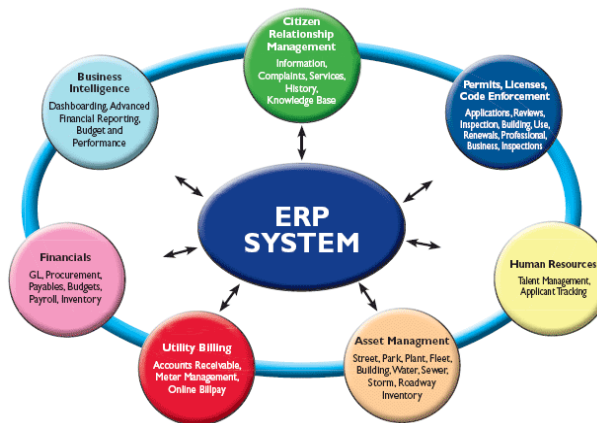 Citizen
Relationship
Management
Information,
Complaints, Services,
History,
Knowledge Base
Business
Intelligence
Dashboarding, Advanced
Financial Reporting,
Budget and
Performance
Permits, Licenses,
Code Enforcement
Applications, Reviews,
Inspection, Building, Use,
Renewals, Professional,
Business, Inspections
ERP
SYSTEM
Financials
GL, Procurement,
Payables, Budgets,
Payroll, Inventory
Human Resources
Talent Management,
Applicant Tracking
Utility Billing
Accounts Receivable,
Meter Management,
Online Billpay
Asset Managment
Street, Park, Plant, Fleet,
Building, Water, Sewer,
Storm, Roadway
Inventory